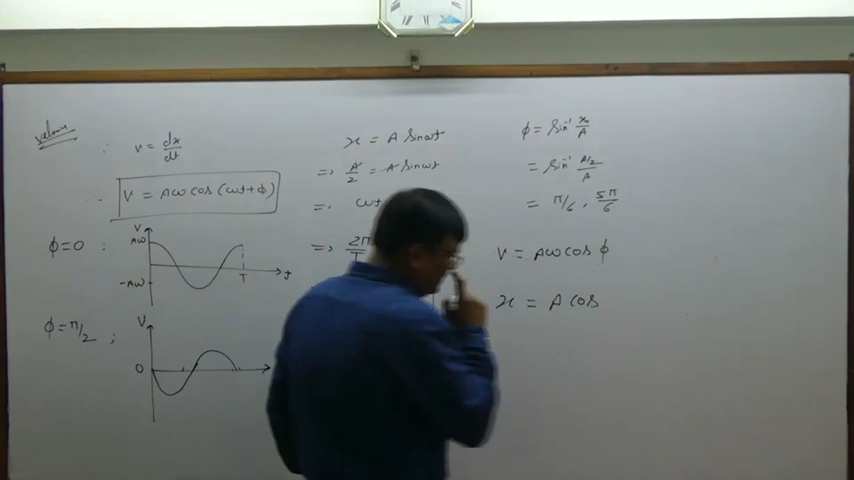 velocity
∴ v = dx/dt
∴ V = Aω cos (ωt+φ)
φ=0 :
V
Aω
-Aω
T
t
φ=π/2 ;
V
0
x = A sinωt
=> A/2 = A sinωt
=> ωt
=> 2π/T
φ = sin⁻¹ x₀/A
= sin⁻¹ A/2/A
= π/6 , 5π/6
V = Aω cos φ
x = A cos